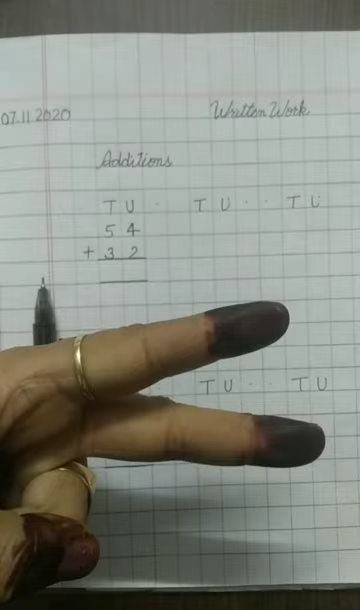 07.11.2020 Written Work
Additions
T U T U T U
5 4
+ 3 2
T U T U